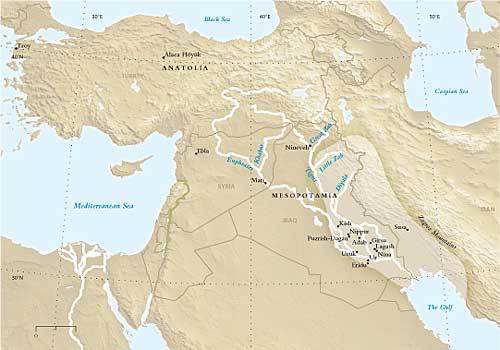 Black Sea
40°E
50°E
Troy
40°N
Alaca Höyük
TURKEY
ANATOLIA
Caspian Sea
Great Zab
Nineveh
Ebla
Euphrates
Khabur
Little Zab
Tigris
Diyala
SYRIA
Mari
MESOPOTAMIA
Mediterranean Sea
IRAQ
IRAN
Zagros Mountains
Kish
Nippur
Puzrish-Dagan
Adab
Girsu
Lagash
Susa
Uruk
Ur
Nina
Eridu
30°N
The Gulf
0